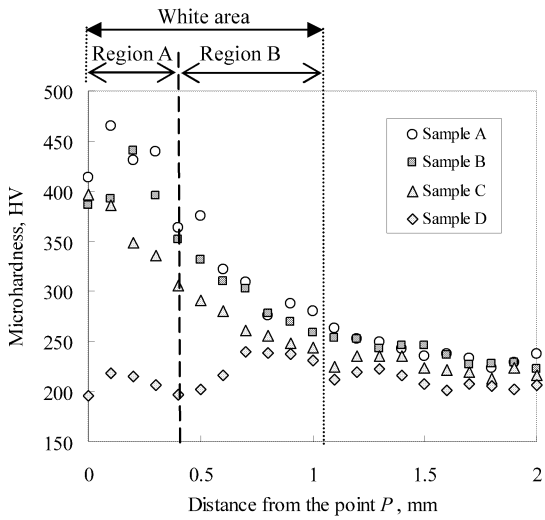 White area
Region A Region B
500
450
400
350
300
250
200
150
Microhardness, HV
Sample A
Sample B
Sample C
Sample D
0 0.5 1 1.5 2
Distance from the point P , mm